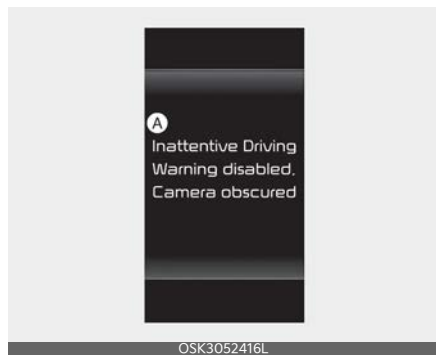 A
Inattentive Driving
Warning disabled.
Camera obscured
OSK3052416L